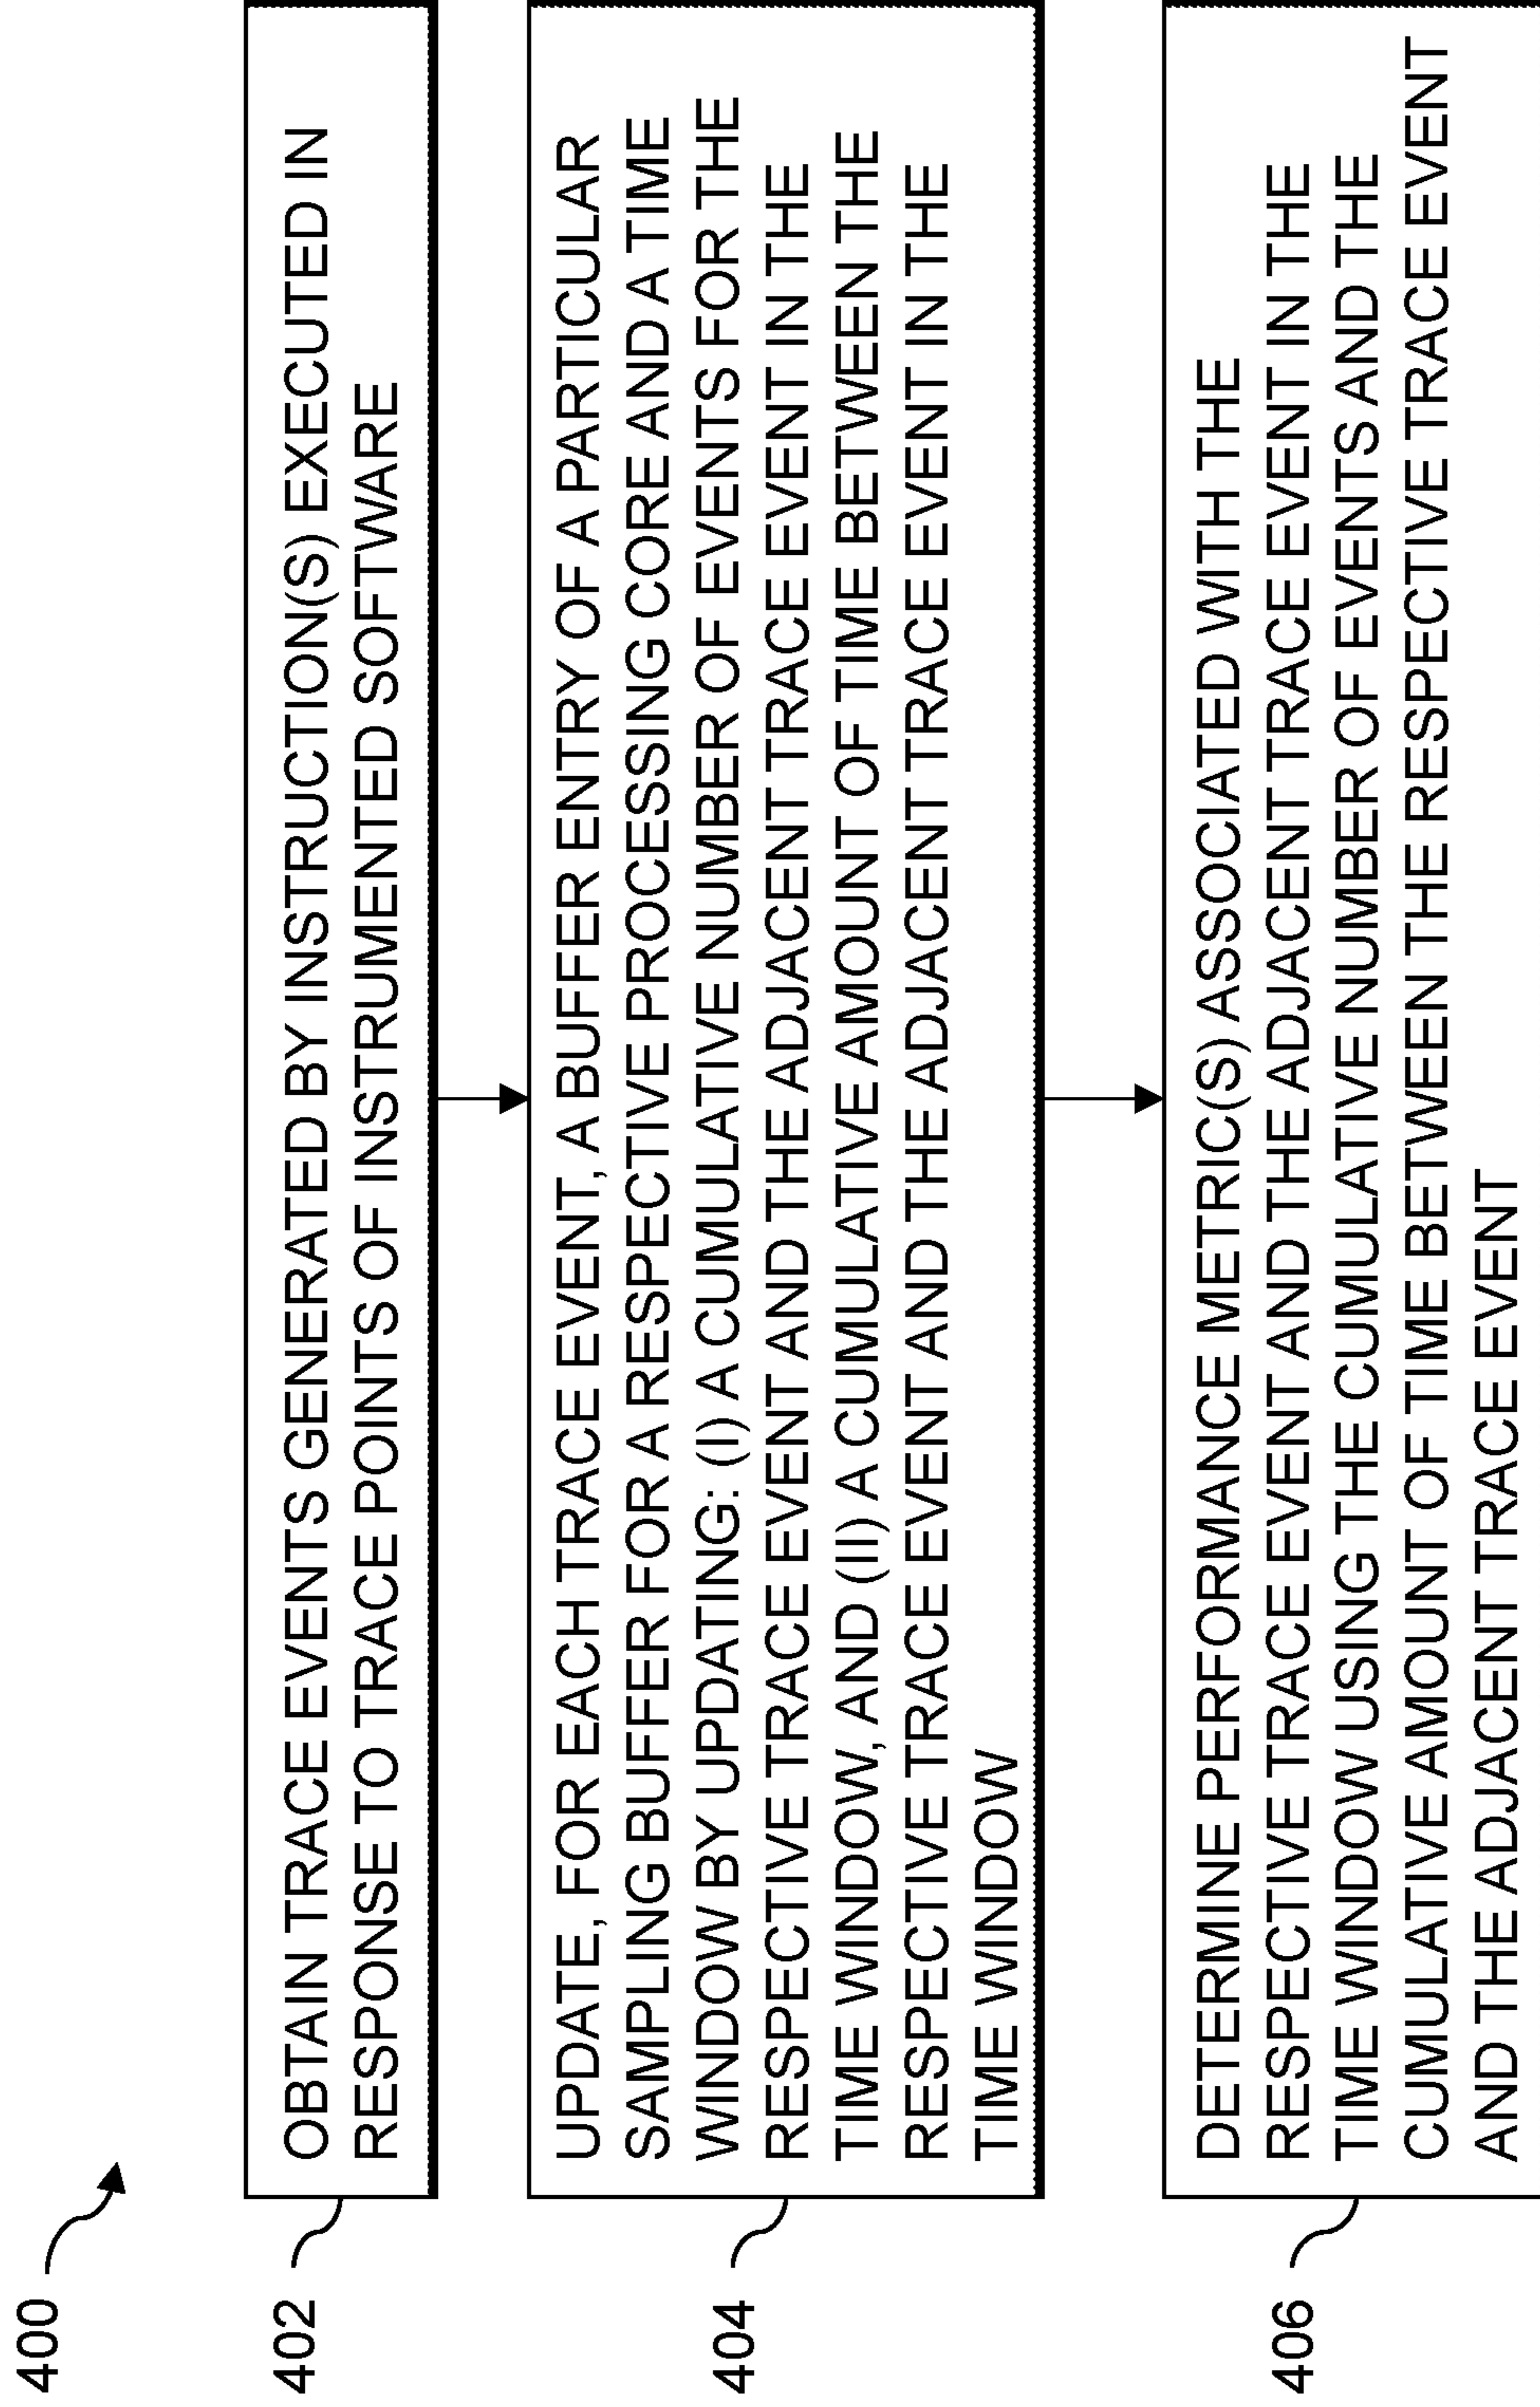 400
402
OBTAIN TRACE EVENTS GENERATED BY INSTRUCTION(S) EXECUTED IN
RESPONSE TO TRACE POINTS OF INSTRUMENTED SOFTWARE
404
UPDATE, FOR EACH TRACE EVENT, A BUFFER ENTRY OF A PARTICULAR
SAMPLING BUFFER FOR A RESPECTIVE PROCESSING CORE AND A TIME
WINDOW BY UPDATING: (I) A CUMULATIVE NUMBER OF EVENTS FOR THE
RESPECTIVE TRACE EVENT AND THE ADJACENT TRACE EVENT IN THE
TIME WINDOW, AND (II) A CUMULATIVE AMOUNT OF TIME BETWEEN THE
RESPECTIVE TRACE EVENT AND THE ADJACENT TRACE EVENT IN THE
TIME WINDOW
406
DETERMINE PERFORMANCE METRIC(S) ASSOCIATED WITH THE
RESPECTIVE TRACE EVENT AND THE ADJACENT TRACE EVENT IN THE
TIME WINDOW USING THE CUMULATIVE NUMBER OF EVENTS AND THE
CUMULATIVE AMOUNT OF TIME BETWEEN THE RESPECTIVE TRACE EVENT
AND THE ADJACENT TRACE EVENT